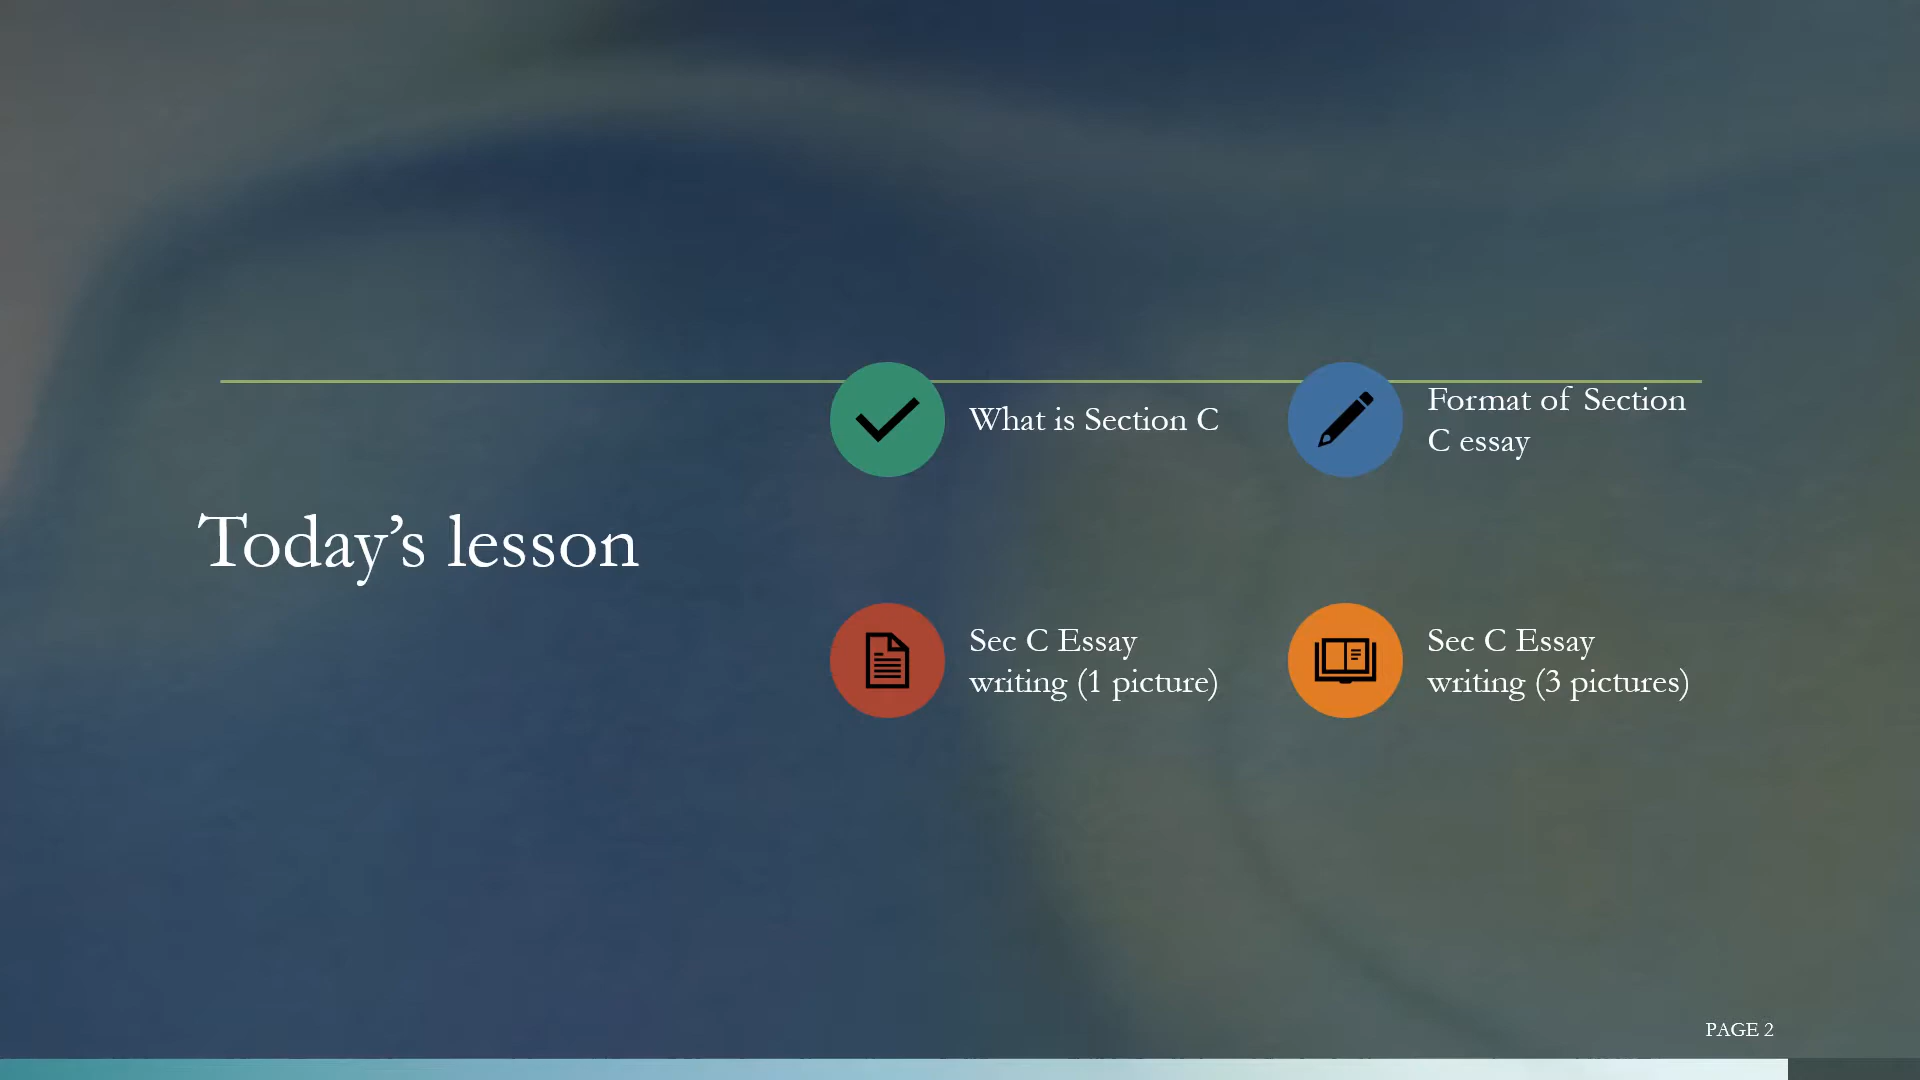 Today’s lesson
What is Section C
Format of Section
C essay
Sec C Essay
writing (1 picture)
Sec C Essay
writing (3 pictures)
PAGE 2